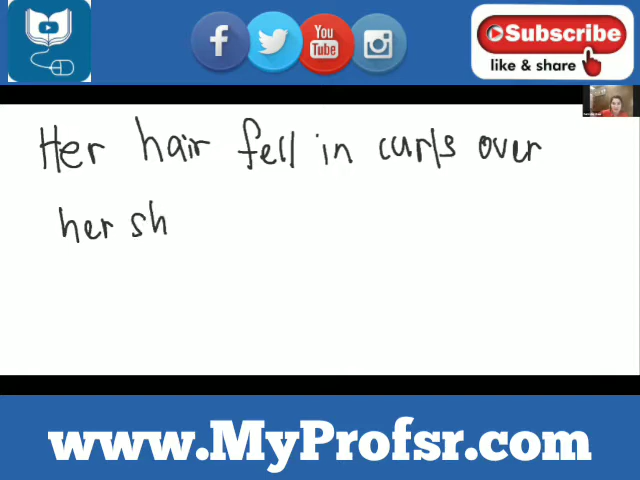 You
Tube
Subscribe
like & share
Her hair fell in curls over
her sh
www.MyProfsr.com